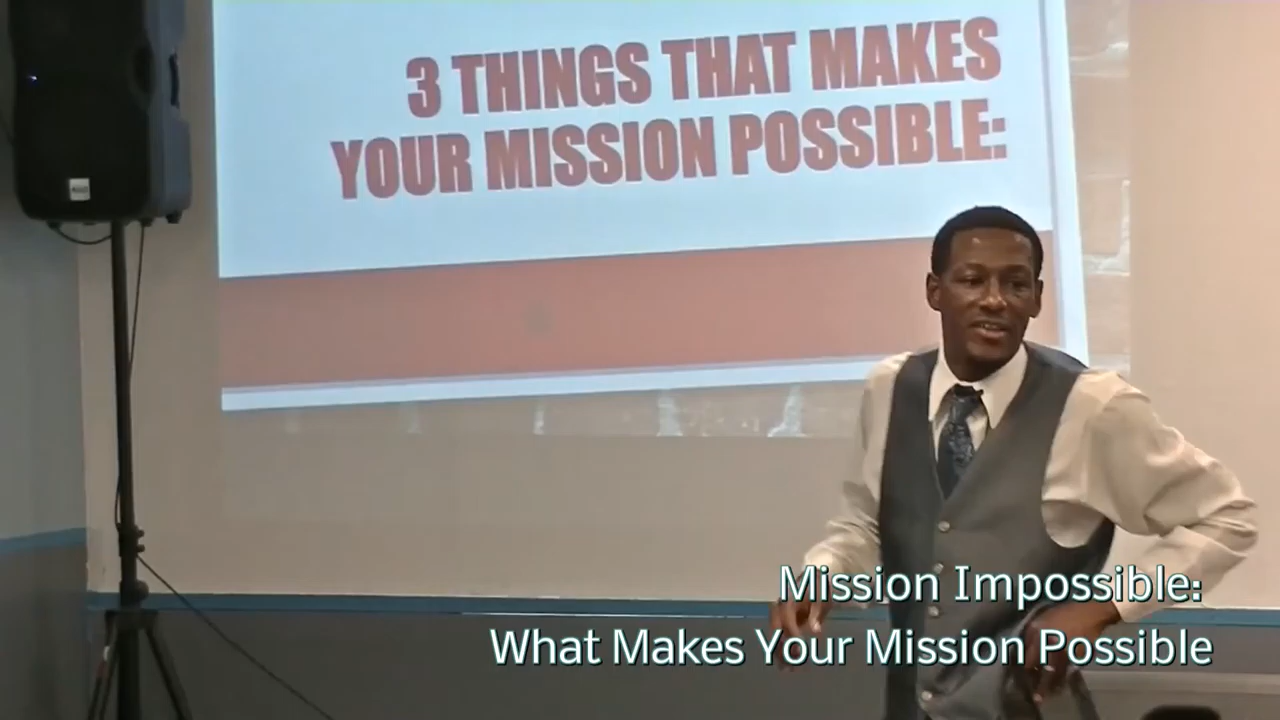 3 THINGS THAT MAKES
YOUR MISSION POSSIBLE:
Mission Impossible:
What Makes Your Mission Possible